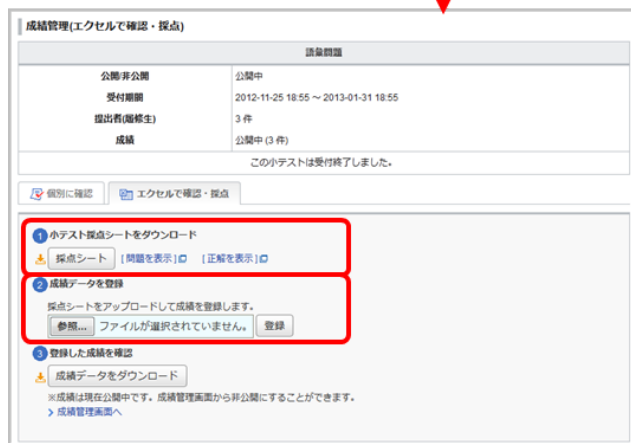 成績管理(エクセルで確認・採点)
語彙問題
公開/非公開 公開中
受付期間 2012-11-25 18:55 ～ 2013-01-31 18:55
提出者(履修生) 3 件
成績 公開中 (3 件)
この小テストは受付終了しました。
個別に確認 エクセルで確認・採点
1 小テスト採点シートをダウンロード
採点シート [問題を表示] [正解を表示]
2 成績データを登録
採点シートをアップロードして成績を登録します。
参照... ファイルが選択されていません。 登録
3 登録した成績を確認
成績データをダウンロード
※成績は現在公開中です。成績管理画面から非公開にすることができます。
成績管理画面へ